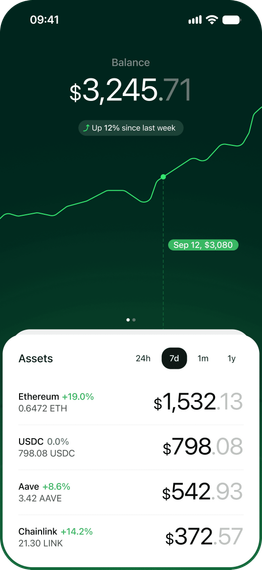 09:41
Balance
$3,245.71
Up 12% since last week
Sep 12, $3,080
Assets 24h 7d 1m 1y
Ethereum +19.0% $1,532.13
0.6472 ETH
USDC 0.0% $798.08
798.08 USDC
Aave +8.6% $542.93
3.42 AAVE
Chainlink +14.2% $372.57
21.30 LINK